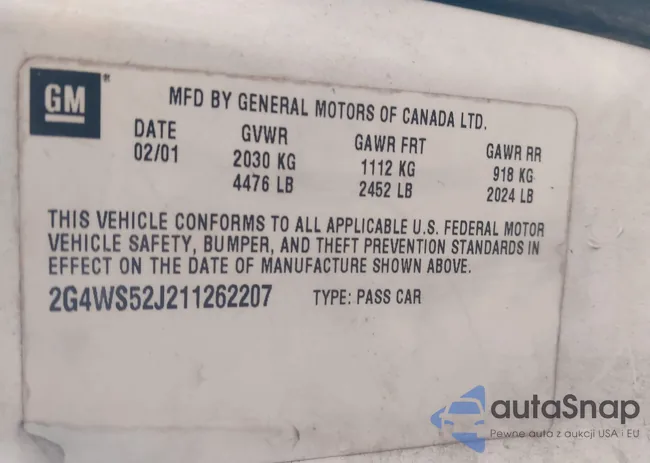 GM ®
MFD BY GENERAL MOTORS OF CANADA LTD.
DATE GVWR GAWR FRT GAWR RR
02/01 2030 KG 1112 KG 918 KG
4476 LB 2452 LB 2024 LB
THIS VEHICLE CONFORMS TO ALL APPLICABLE U.S. FEDERAL MOTOR
VEHICLE SAFETY, BUMPER, AND THEFT PREVENTION STANDARDS IN
EFFECT ON THE DATE OF MANUFACTURE SHOWN ABOVE.
2G4WS52J211262207 TYPE: PASS CAR
autaSnap
Pewne auta z aukcji USA i EU